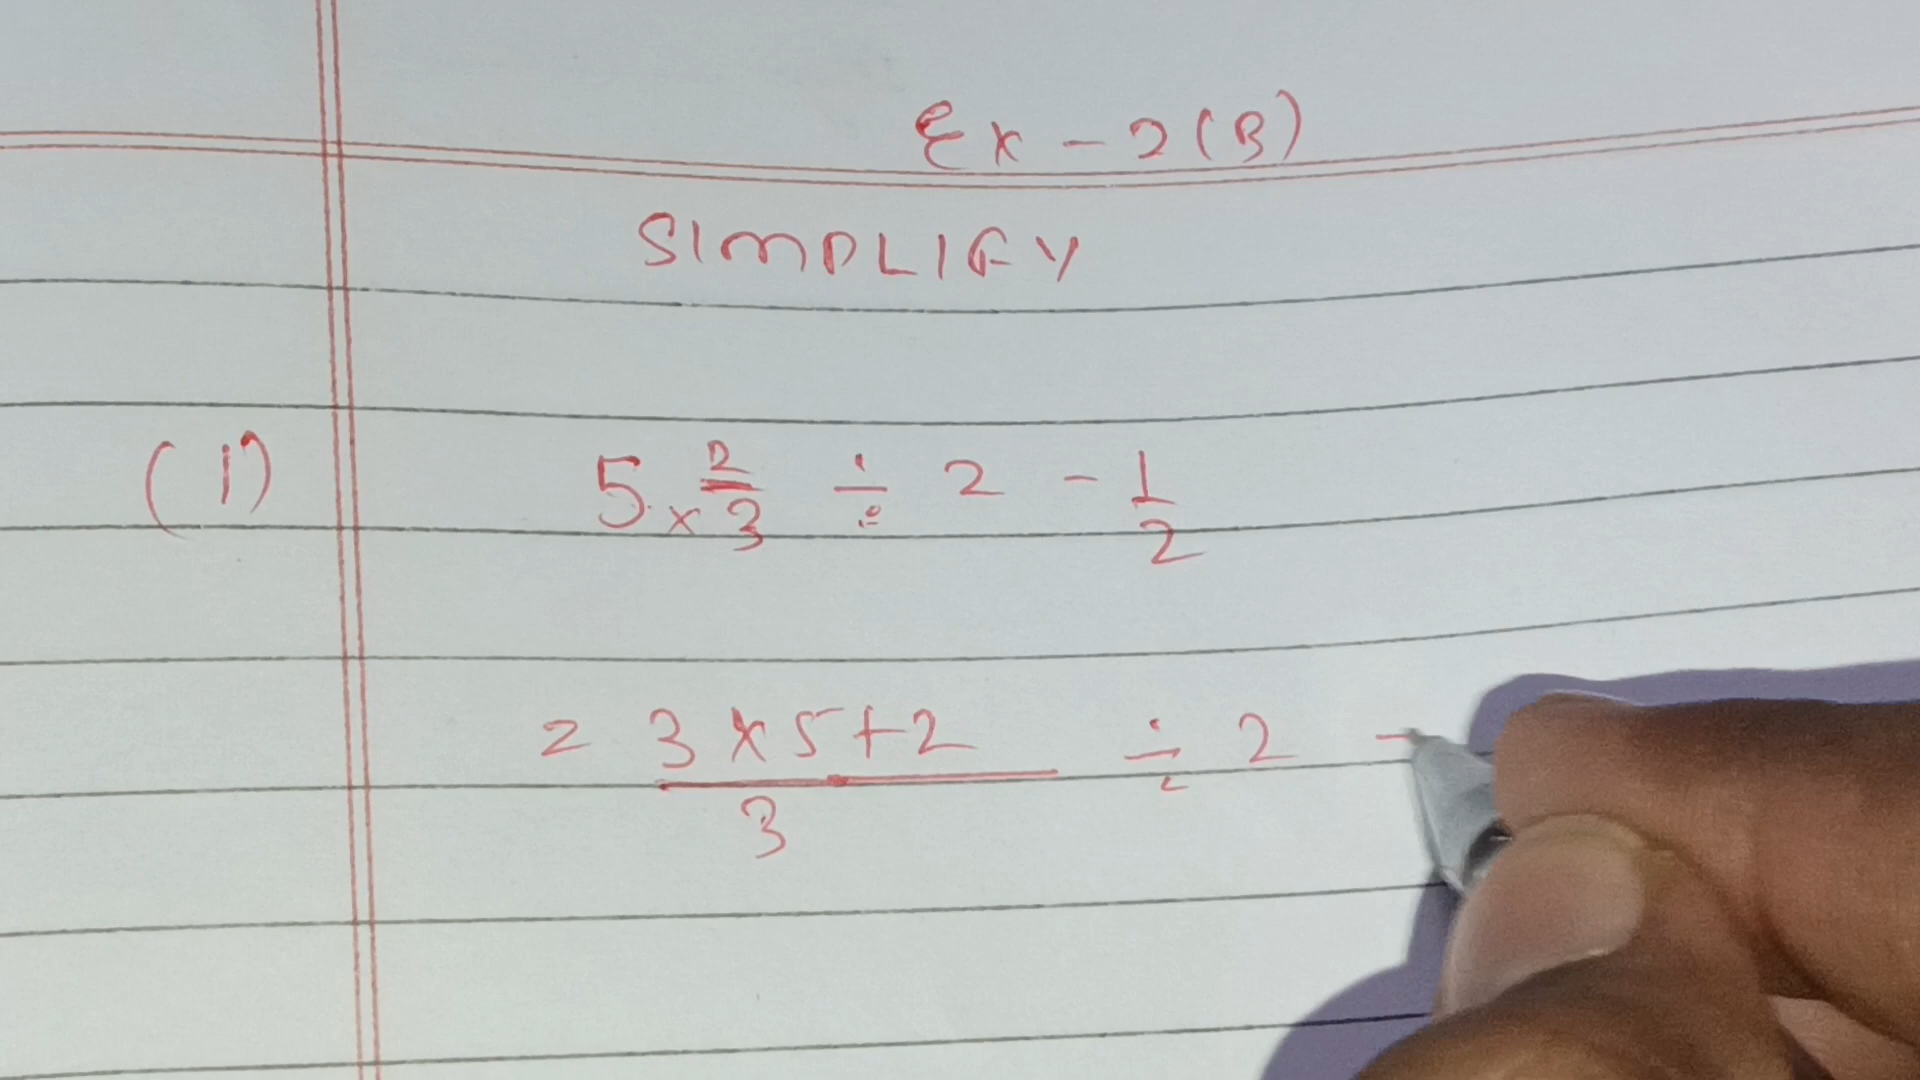 Ex - 2 (B)
SIMPLIFY
(1) 5 × 2/3 ÷ 2 - 1/2
= 3 × 5 + 2 / 3 ÷ 2 -